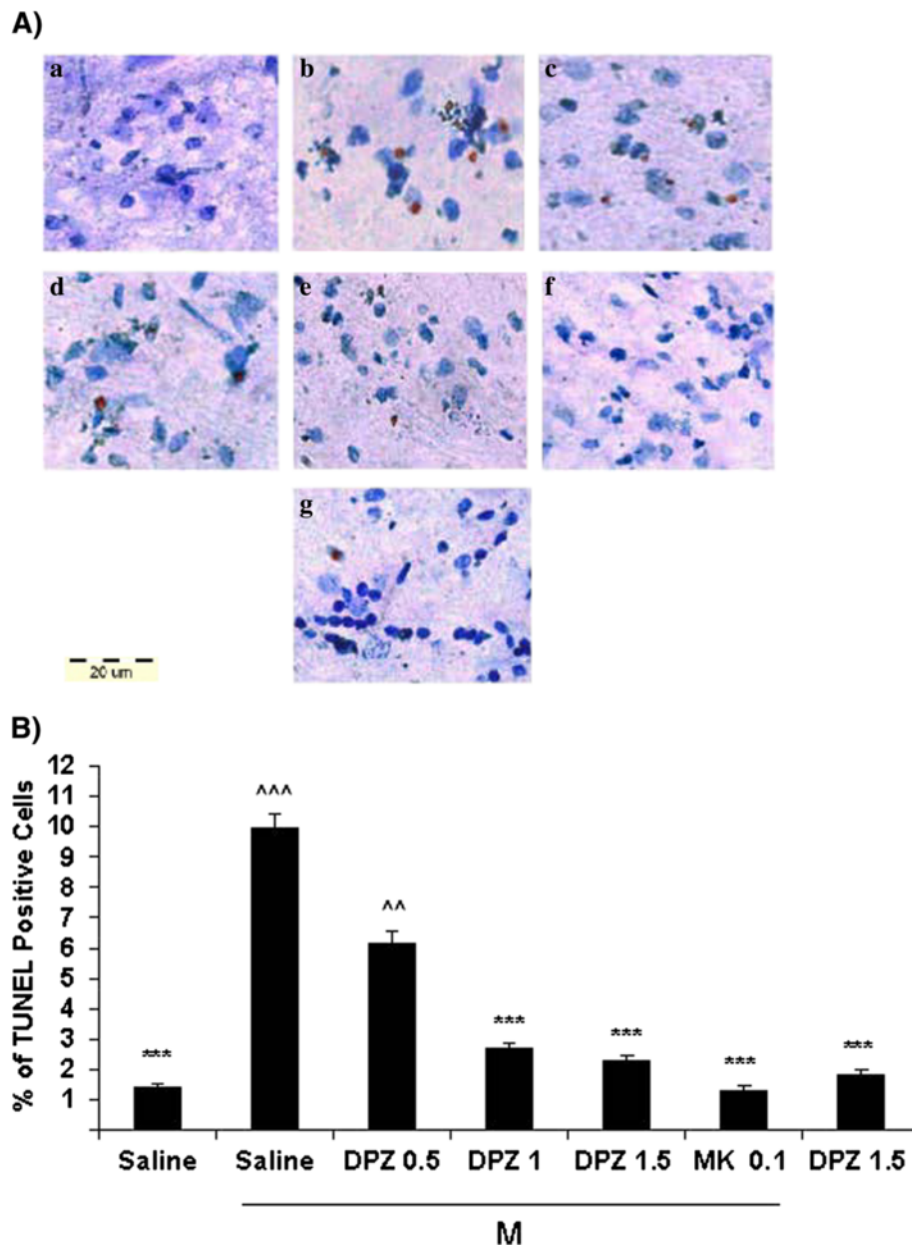 A)
a
b
c
d
e
f
g
20 um
B)
% of TUNEL Positive Cells
12
11
10
9
8
7
6
5
4
3
2
1
***
^^^
^^
***
***
***
***
Saline Saline DPZ 0.5 DPZ 1 DPZ 1.5 MK 0.1 DPZ 1.5
M